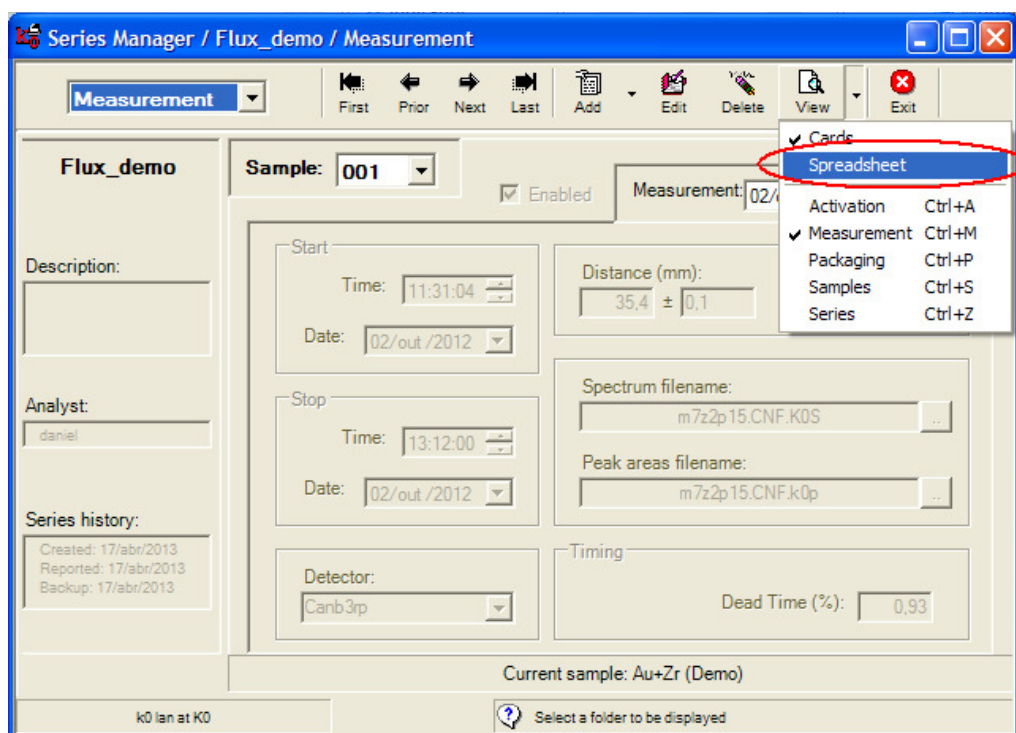 Series Manager / Flux_demo / Measurement
Measurement
First Prior Next Last Add Edit Delete View Exit
Cards
Spreadsheet
Activation Ctrl+A
Measurement Ctrl+M
Packaging Ctrl+P
Samples Ctrl+S
Series Ctrl+Z
Flux_demo
Description:
Analyst:
daniel
Series history:
Created: 17/abr/2013
Reported: 17/abr/2013
Backup: 17/abr/2013
Sample: 001
Enabled
Measurement: 02/
Start
Time: 11:31:04
Date: 02/out /2012
Stop
Time: 13:12:00
Date: 02/out /2012
Detector:
Canb3rp
Distance (mm):
35,4 ± 0,1
Spectrum filename:
m7z2p15.CNF.K0S
..
Peak areas filename:
m7z2p15.CNF.k0p
..
Timing
Dead Time (%): 0,93
Current sample: Au+Zr (Demo)
k0 lan at K0
Select a folder to be displayed